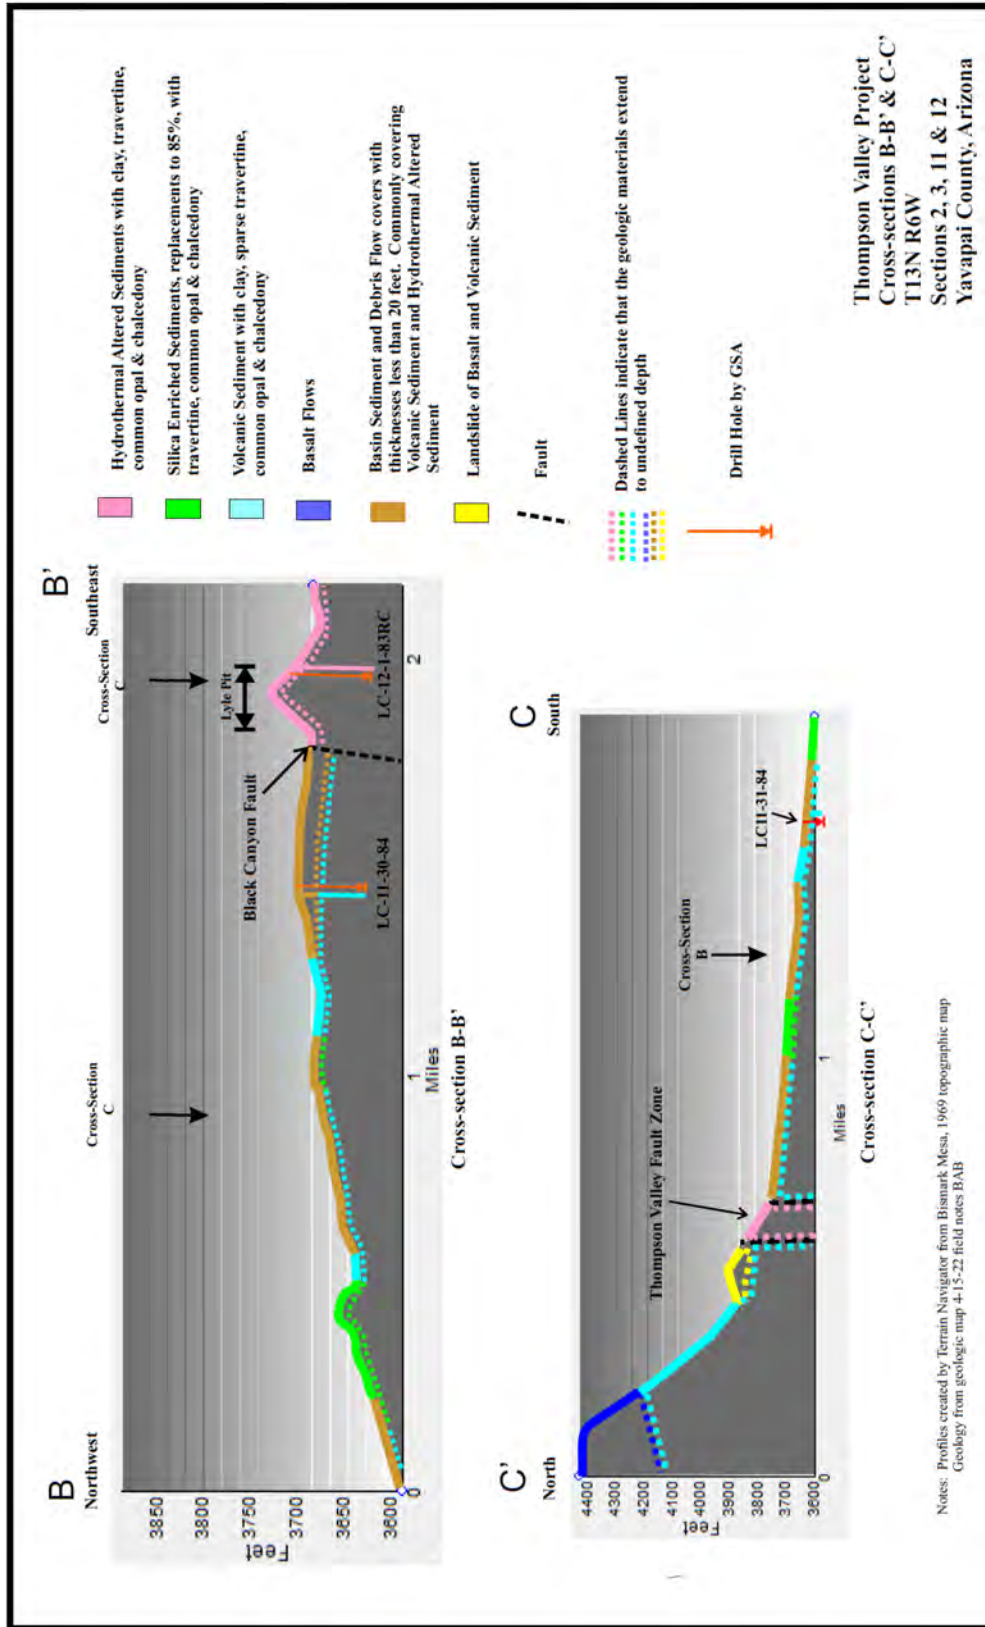 B
Northwest
Cross-Section
C
Cross-Section
C
Southeast
B'
Lyle Pit
Black Canyon Fault
LC-11-30-84
LC-12-1-83RC
Feet
3850
3800
3750
3700
3650
3600
0
1
2
Miles
Cross-section B-B'
C'
North
C
South
Thompson Valley Fault Zone
Cross-Section
B
LC11-31-84
Feet
4400
4300
4200
4100
4000
3900
3800
3700
3600
0
1
Miles
Cross-section C-C'
Notes: Profiles created by Terrain Navigator from Bismark Mesa, 1969 topographic map
Geology from geologic map 4-15-22 field notes BAB
Hydrothermal Altered Sediments with clay, travertine,
common opal & chalcedony
Silica Enriched Sediments, replacements to 85%, with
travertine, common opal & chalcedony
Volcanic Sediment with clay, sparse travertine,
common opal & chalcedony
Basalt Flows
Basin Sediment and Debris Flow covers with
thicknesses less than 20 feet. Commonly covering
Volcanic Sediment and Hydrothermal Altered
Sediment
Landslide of Basalt and Volcanic Sediment
Fault
Dashed Lines indicate that the geologic materials extend
to undefined depth
Drill Hole by GSA
Thompson Valley Project
Cross-sections B-B' & C-C'
T13N R6W
Sections 2, 3, 11 & 12
Yavapai County, Arizona